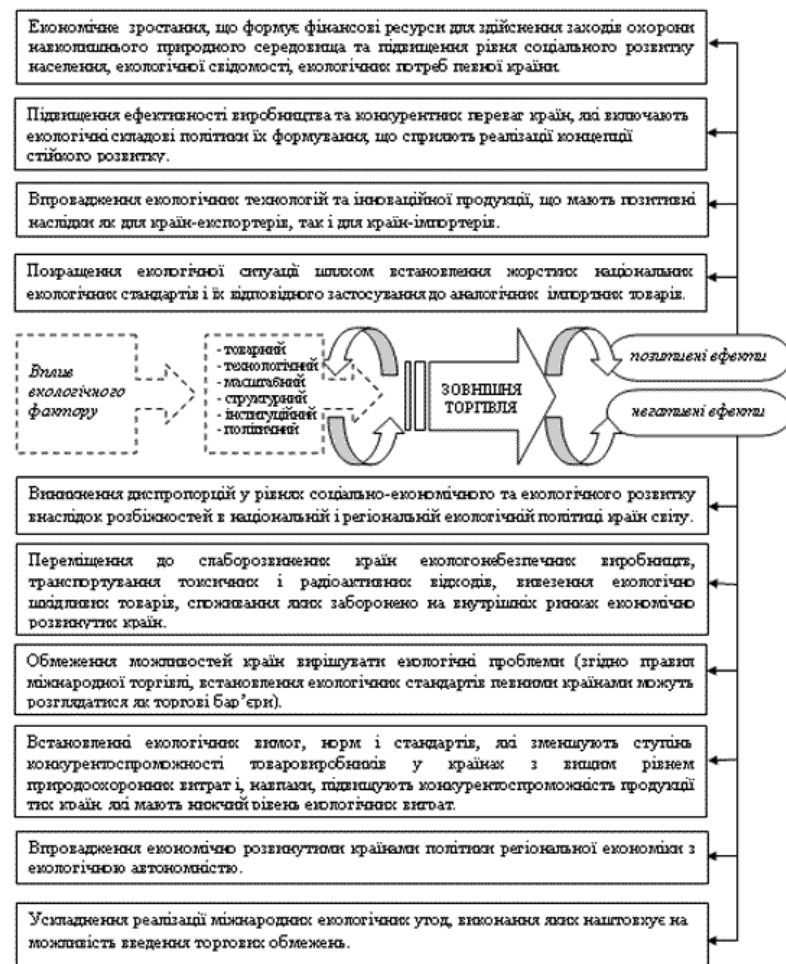 Економічне зростання, що формує фінансові ресурси для здійснення заходів охорони
навколишнього природного середовища та підвищення рівня соціального розвитку
населення, екологічної свідомості, екологічних потреб певної країни.
Підвищення ефективності виробництва та конкурентних переваг країн, які включають
екологічні складові політики їх формування, що сприяють реалізації концепції
стійкого розвитку.
Впровадження екологічних технологій та інноваційної продукції, що мають позитивні
наслідки як для країн-експортерів, так і для країн-імпортерів.
Покращення екологічної ситуації шляхом встановлення жорстких національних
екологічних стандартів і їх відповідного застосування до аналогічних імпортних товарів.
Вплив
екологічного
фактору
- товарний
- технологічний
- масштабний
- структурний
- інституційний
- політичний
ЗОВНІШНЯ
ТОРГІВЛЯ
позитивні ефекти
негативні ефекти
Виникнення диспропорцій у рівнях соціально-економічного та екологічного розвитку
внаслідок розбіжностей в національній і регіональній екологічній політиці країн світу.
Переміщення до слаборозвинених країн екологонебезпечних виробництв,
транспортування токсичних і радіоактивних відходів, вивезення екологічно
шкідливих товарів, споживання яких заборонено на внутрішніх ринках економічно
розвинутих країн.
Обмеження можливостей країн вирішувати екологічні проблеми (згідно правил
міжнародної торгівлі, встановлення екологічних стандартів певними країнами можуть
розглядатися як торгові бар’єри).
Встановленні екологічних вимог, норм і стандартів, які зменшують ступінь
конкурентоспроможності товаровиробників у країнах з вищим рівнем
природоохоронних витрат і, навпаки, підвищують конкурентоспроможність продукції
тих країн, які мають нижчий рівень екологічних витрат.
Впровадження економічно розвинутими країнами політики регіональної економіки з
екологічною автономністю.
Ускладнення реалізації міжнародних екологічних угод, виконання яких наштовхує на
можливість введення торгових обмежень.